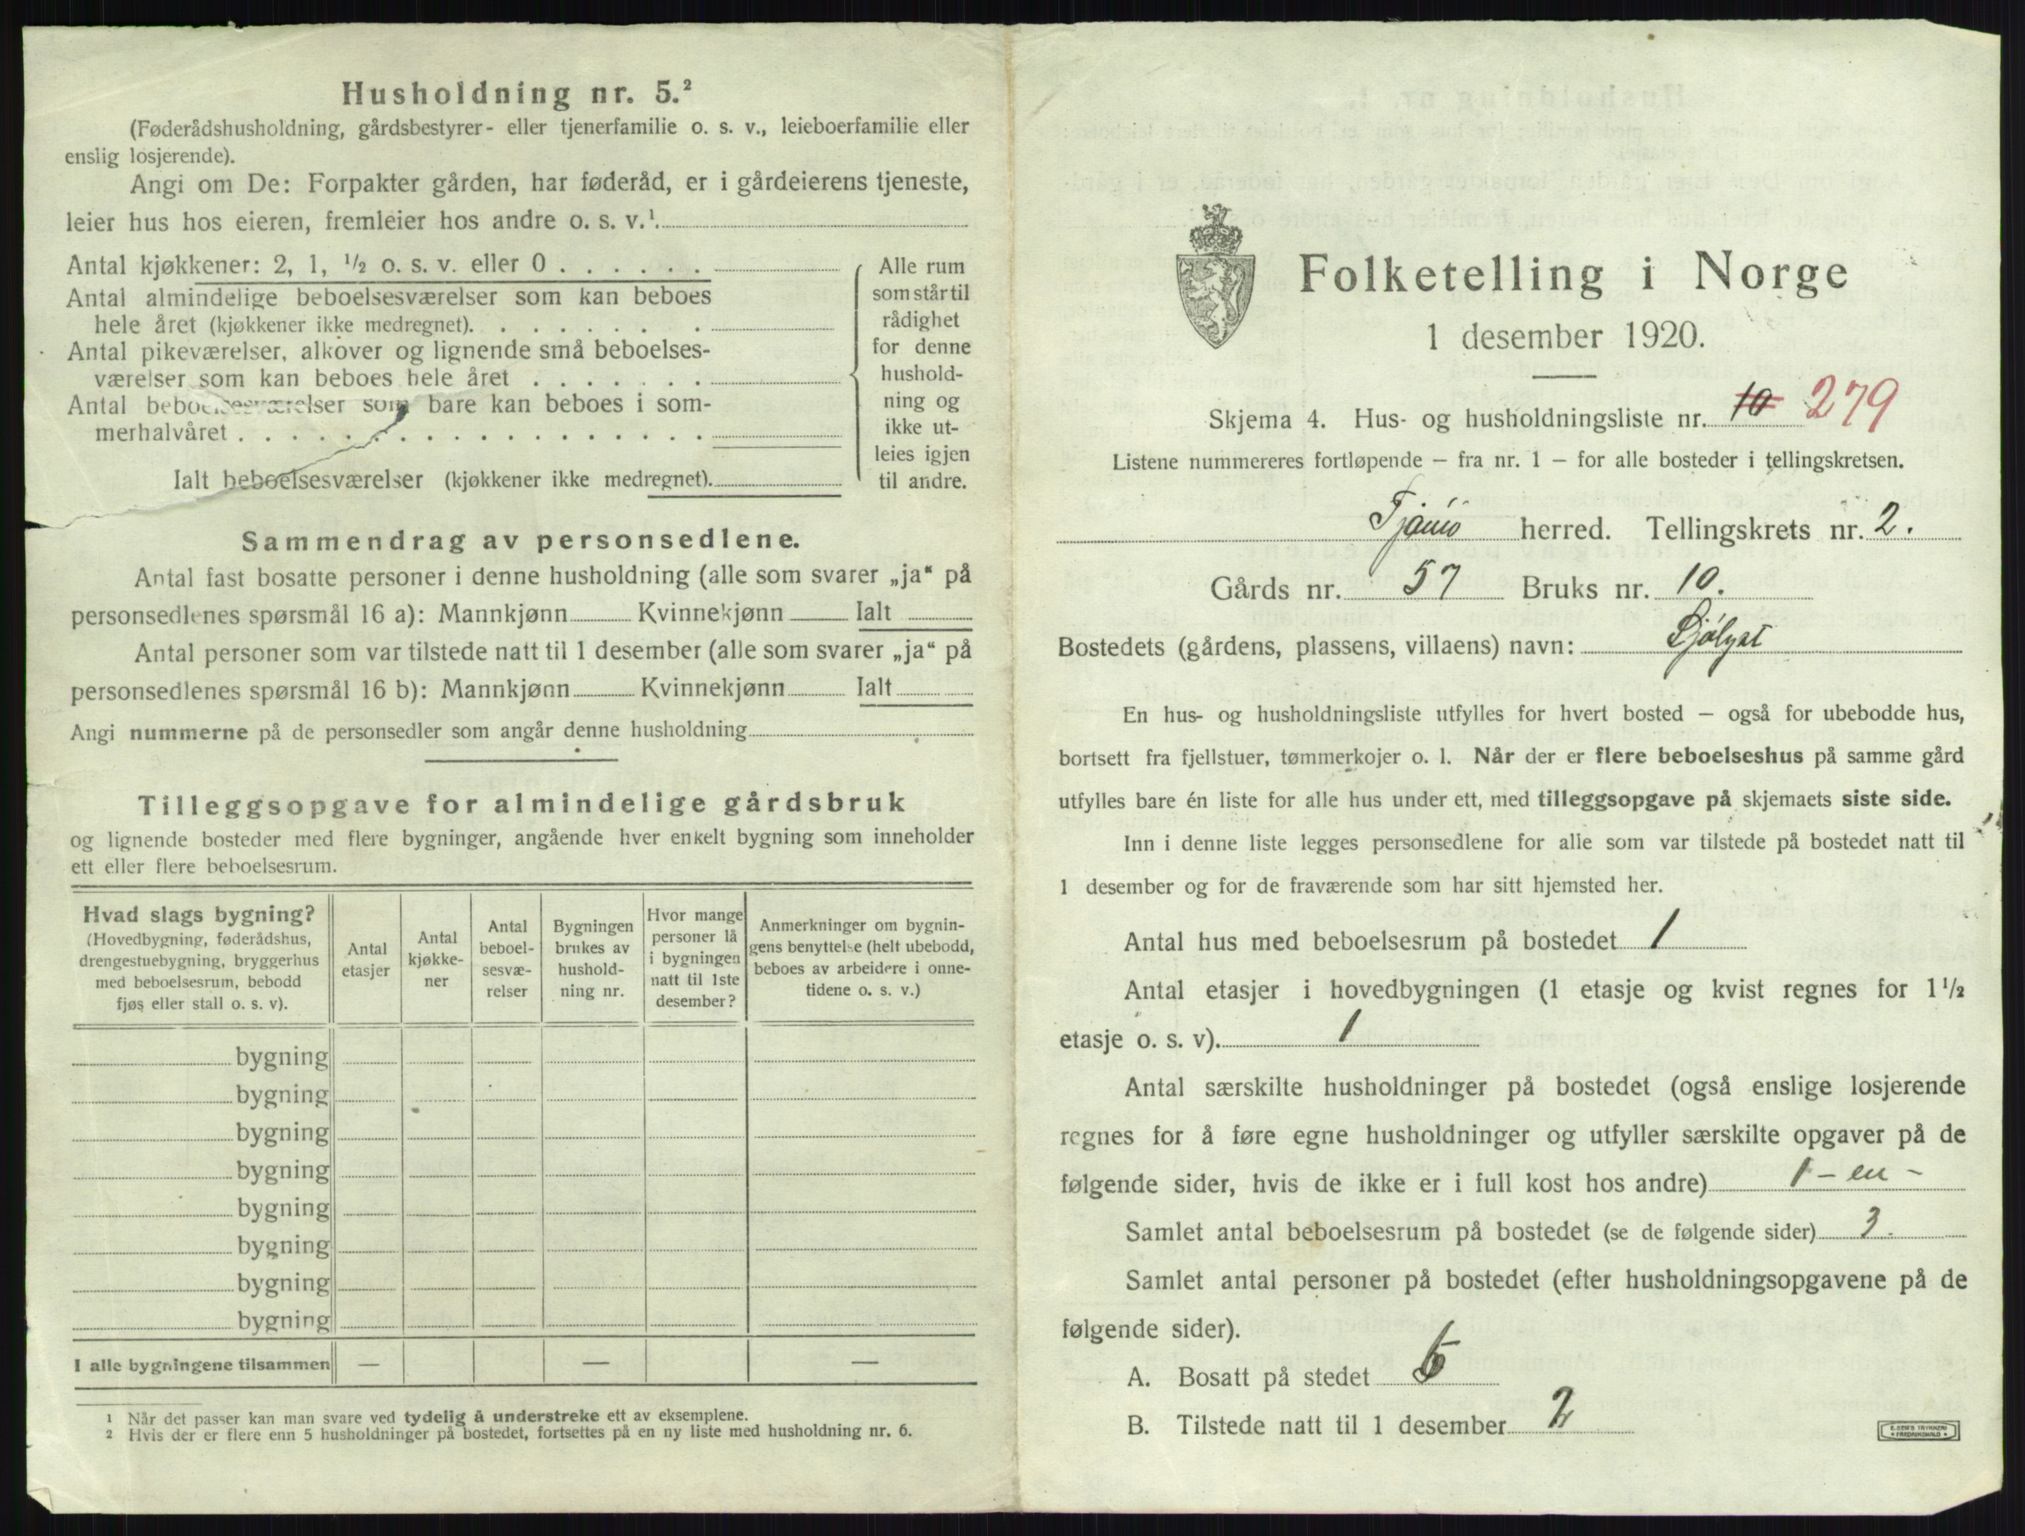 Husholdning nr. 5.²
(Føderådshusholdning, gårdsbestyrer- eller tjenerfamilie o. s. v., leieboerfamilie eller
enslig losjerende).
Angi om De: Forpakter gården, har føderåd, er i gårdeierens tjeneste,
leier hus hos eieren, fremleier hos andre o. s. v.¹.
Antal kjøkkener: 2, 1, ½ o. s. v. eller 0 . . . . . .
Antal almindelige beboelsesværelser som kan beboes
hele året (kjøkkener ikke medregnet). . . . . . . .
Antal pikeværelser, alkover og lignende små beboelses-
værelser som kan beboes hele året . . . . . . .
Antal beboelsesværelser som bare kan beboes i som-
merhalvåret . . . . . . . . . . . . . . . . . .
Ialt beboelsesværelser (kjøkkener ikke medregnet).
Alle rum
som står til
rådighet
for denne
hushold-
ning og
ikke ut-
leies igjen
til andre.
Sammendrag av personsedlene.
Antal fast bosatte personer i denne husholdning (alle som svarer „ja“ på
personsedlenes spørsmål 16 a): Mannkjønn Kvinnekjønn Ialt
Antal personer som var tilstede natt til 1 desember (alle som svarer „ja“ på
personsedlenes spørsmål 16 b): Mannkjønn Kvinnekjønn Ialt
Angi nummerne på de personsedler som angår denne husholdning
Tilleggsopgave for almindelige gårdsbruk
og lignende bosteder med flere bygninger, angående hver enkelt bygning som inneholder
ett eller flere beboelsesrum.
Hvad slags bygning?
(Hovedbygning, føderådshus,
drengestuebygning, bryggerhus
med beboelsesrum, bebodd
fjøs eller stall o. s. v).
Antal
etasjer
Antal
kjøkke-
ner
Antal
beboel-
sesvæ-
relser
Bygningen
brukes av
hushold-
ning nr.
Hvor mange
personer lå
i bygningen
natt til 1ste
desember?
Anmerkninger om bygnin-
gens benyttelse (helt ubebodd,
beboes av arbeidere i onne-
tidene o. s. v.)
bygning
bygning
bygning
bygning
bygning
bygning
bygning
bygning
I alle bygningene tilsammen — — —
1 Når det passer kan man svare ved tydelig å understreke ett av eksemplene.
2 Hvis der er flere enn 5 husholdninger på bostedet, fortsettes på en ny liste med husholdning nr. 6.
Folketelling i Norge
1 desember 1920.
Skjema 4. Hus- og husholdningsliste nr. 10 279
Listene nummereres fortløpende – fra nr. 1 – for alle bosteder i tellingskretsen.
Tjømø herred. Tellingskrets nr. 2.
Gårds nr. 57 Bruks nr. 10.
Bostedets (gårdens, plassens, villaens) navn: Sjølyst
En hus- og husholdningsliste utfylles for hvert bosted – også for ubebodde hus,
bortsett fra fjellstuer, tømmerkojer o. l. Når der er flere beboelseshus på samme gård
utfylles bare én liste for alle hus under ett, med tilleggsopgave på skjemaets siste side.
Inn i denne liste legges personsedlene for alle som var tilstede på bostedet natt til
1 desember og for de fraværende som har sitt hjemsted her.
Antal hus med beboelsesrum på bostedet 1
Antal etasjer i hovedbygningen (1 etasje og kvist regnes for 1½
etasje o. s. v). 1
Antal særskilte husholdninger på bostedet (også enslige losjerende
regnes for å føre egne husholdninger og utfyller særskilte opgaver på de
følgende sider, hvis de ikke er i full kost hos andre) 1 – en –
Samlet antal beboelsesrum på bostedet (se de følgende sider) 3.
Samlet antal personer på bostedet (efter husholdningsopgavene på de
følgende sider).
A. Bosatt på stedet
B. Tilstede natt til 1 desember 2